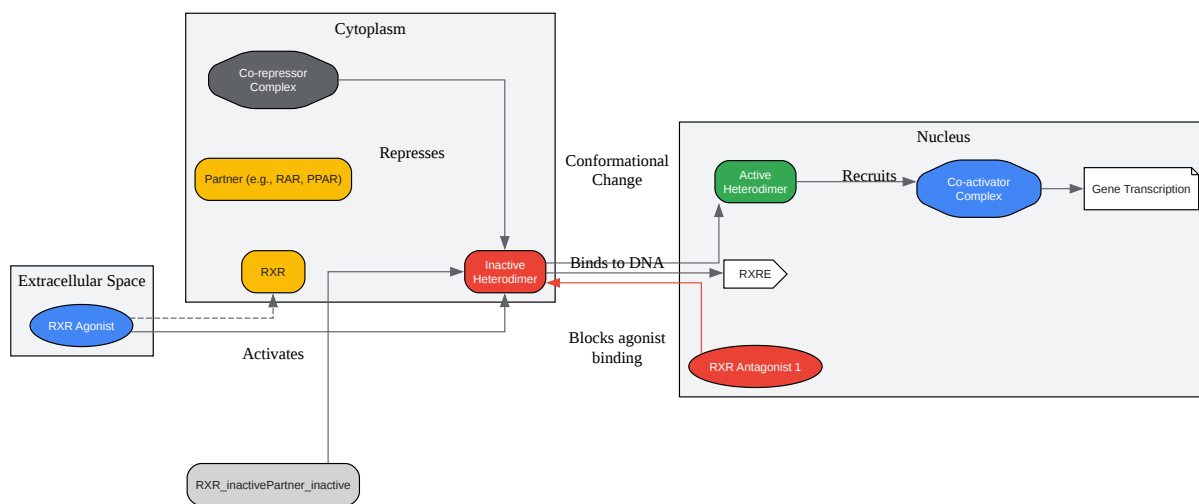 Cytoplasm
Co-repressor
Complex
Represses
Partner (e.g., RAR, PPAR)
RXR
Inactive
Heterodimer
Extracellular Space
RXR Agonist
Activates
RXR_inactivePartner_inactive
Conformational
Change
Binds to DNA
Blocks agonist
binding
Nucleus
Active
Heterodimer
Recruits
Co-activator
Complex
Gene Transcription
RXRE
RXR Antagonist 1